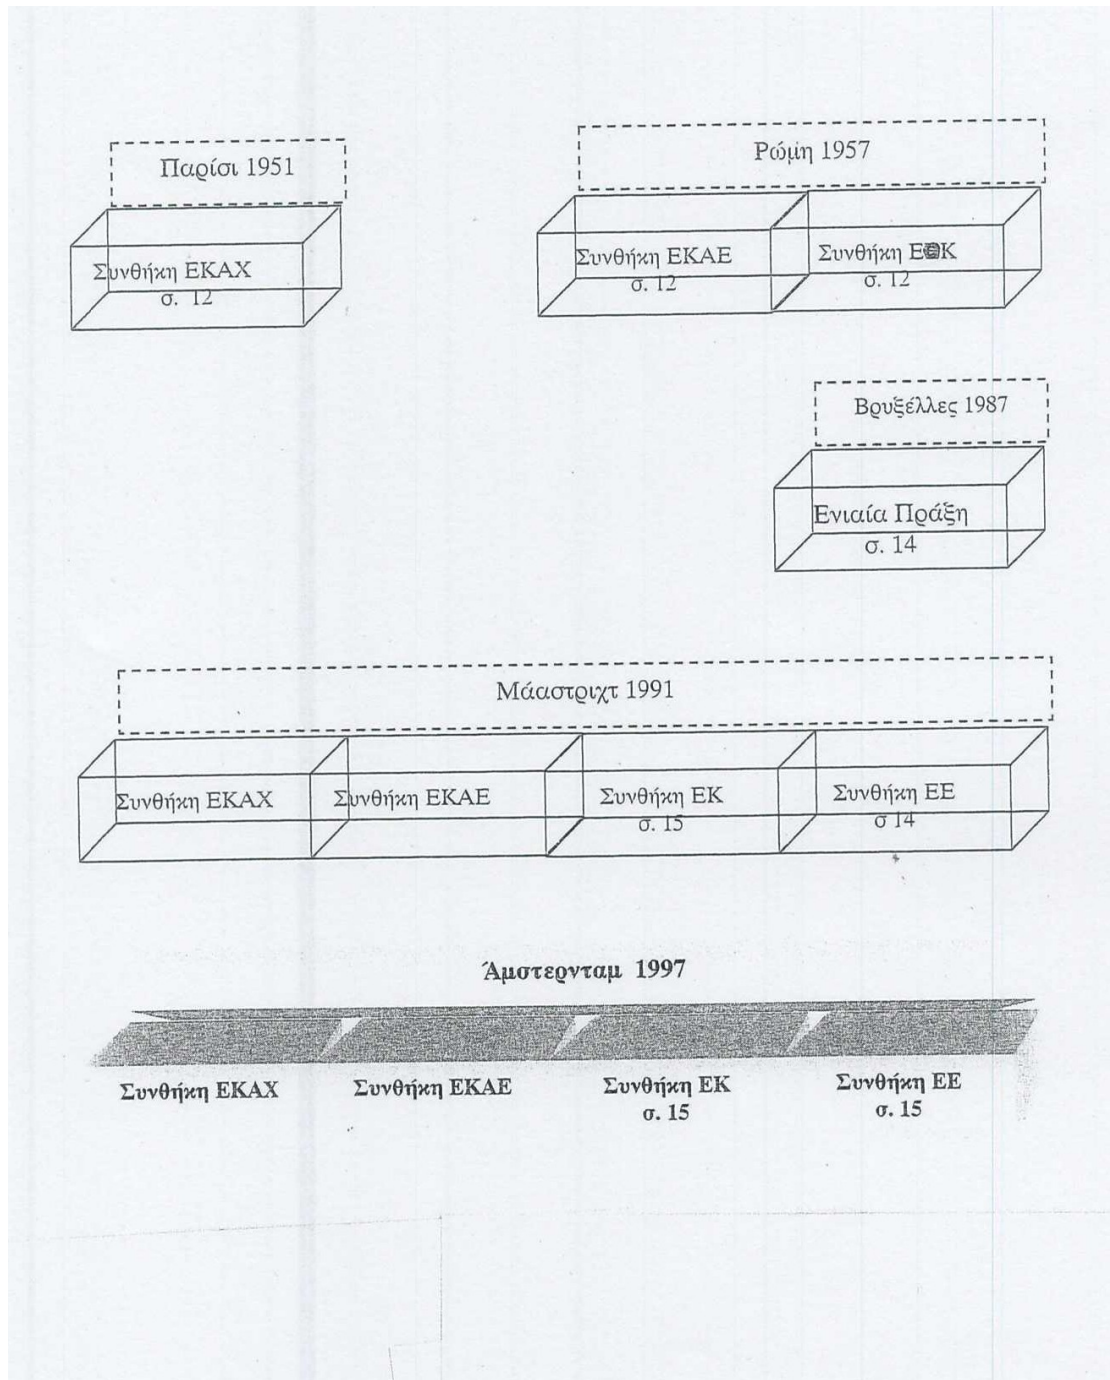 Παρίσι 1951
Ρώμη 1957
Συνθήκη ΕΚΑΧ
σ. 12
Συνθήκη ΕΚΑΕ
σ. 12
Συνθήκη ΕΟΚ
σ. 12
Βρυξέλλες 1987
Ενιαία Πράξη
σ. 14
Μάαστριχτ 1991
Συνθήκη ΕΚΑΧ
Συνθήκη ΕΚΑΕ
Συνθήκη ΕΚ
σ. 15
Συνθήκη ΕΕ
σ 14
Άμστερνταμ 1997
Συνθήκη ΕΚΑΧ
Συνθήκη ΕΚΑΕ
Συνθήκη ΕΚ
σ. 15
Συνθήκη ΕΕ
σ. 15